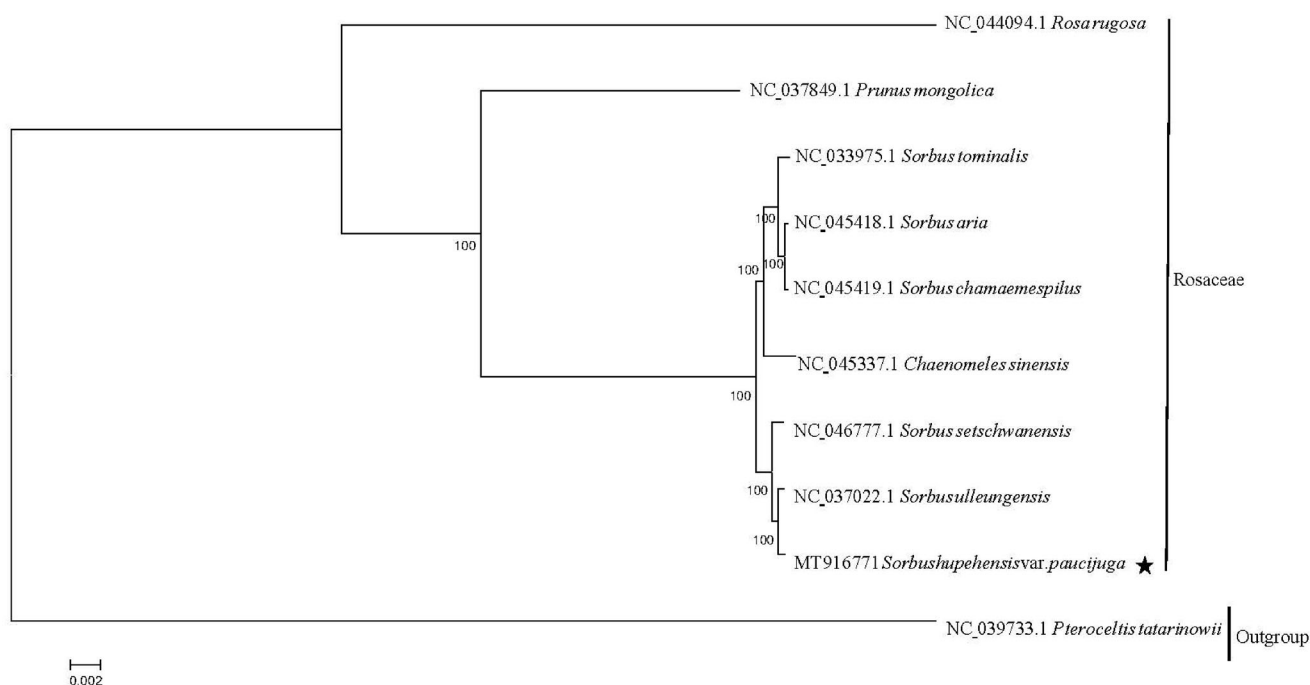 NC_044094.1 Rosa rugosa
NC_037849.1 Prunus mongolica
NC_033975.1 Sorbus tominalis
100
NC_045418.1 Sorbus aria
100
100
100
NC_045419.1 Sorbus chamaemespilus
Rosaceae
NC_045337.1 Chaenomeles sinensis
100
NC_046777.1 Sorbus setschwanensis
100
NC_037022.1 Sorbusulleungensis
100
MT916771 Sorbushupehensisvar.paucijuga ★
NC_039733.1 Pteroceltis tatarinowii
Outgroup
0.002